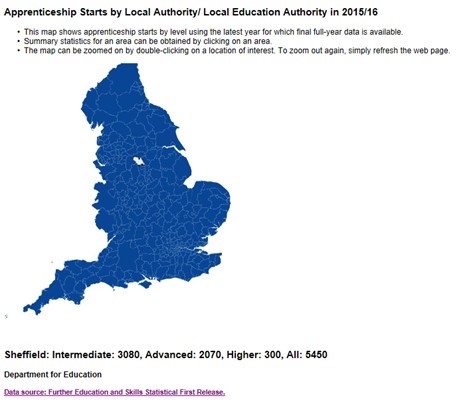 Apprenticeship Starts by Local Authority/ Local Education Authority in 2015/16
• This map shows apprenticeship starts by level using the latest year for which final full-year data is available.
• Summary statistics for an area can be obtained by clicking on an area.
• The map can be zoomed on by double-clicking on a location of interest. To zoom out again, simply refresh the web page.
Sheffield: Intermediate: 3080, Advanced: 2070, Higher: 300, All: 5450
Department for Education
Data source: Further Education and Skills Statistical First Release.